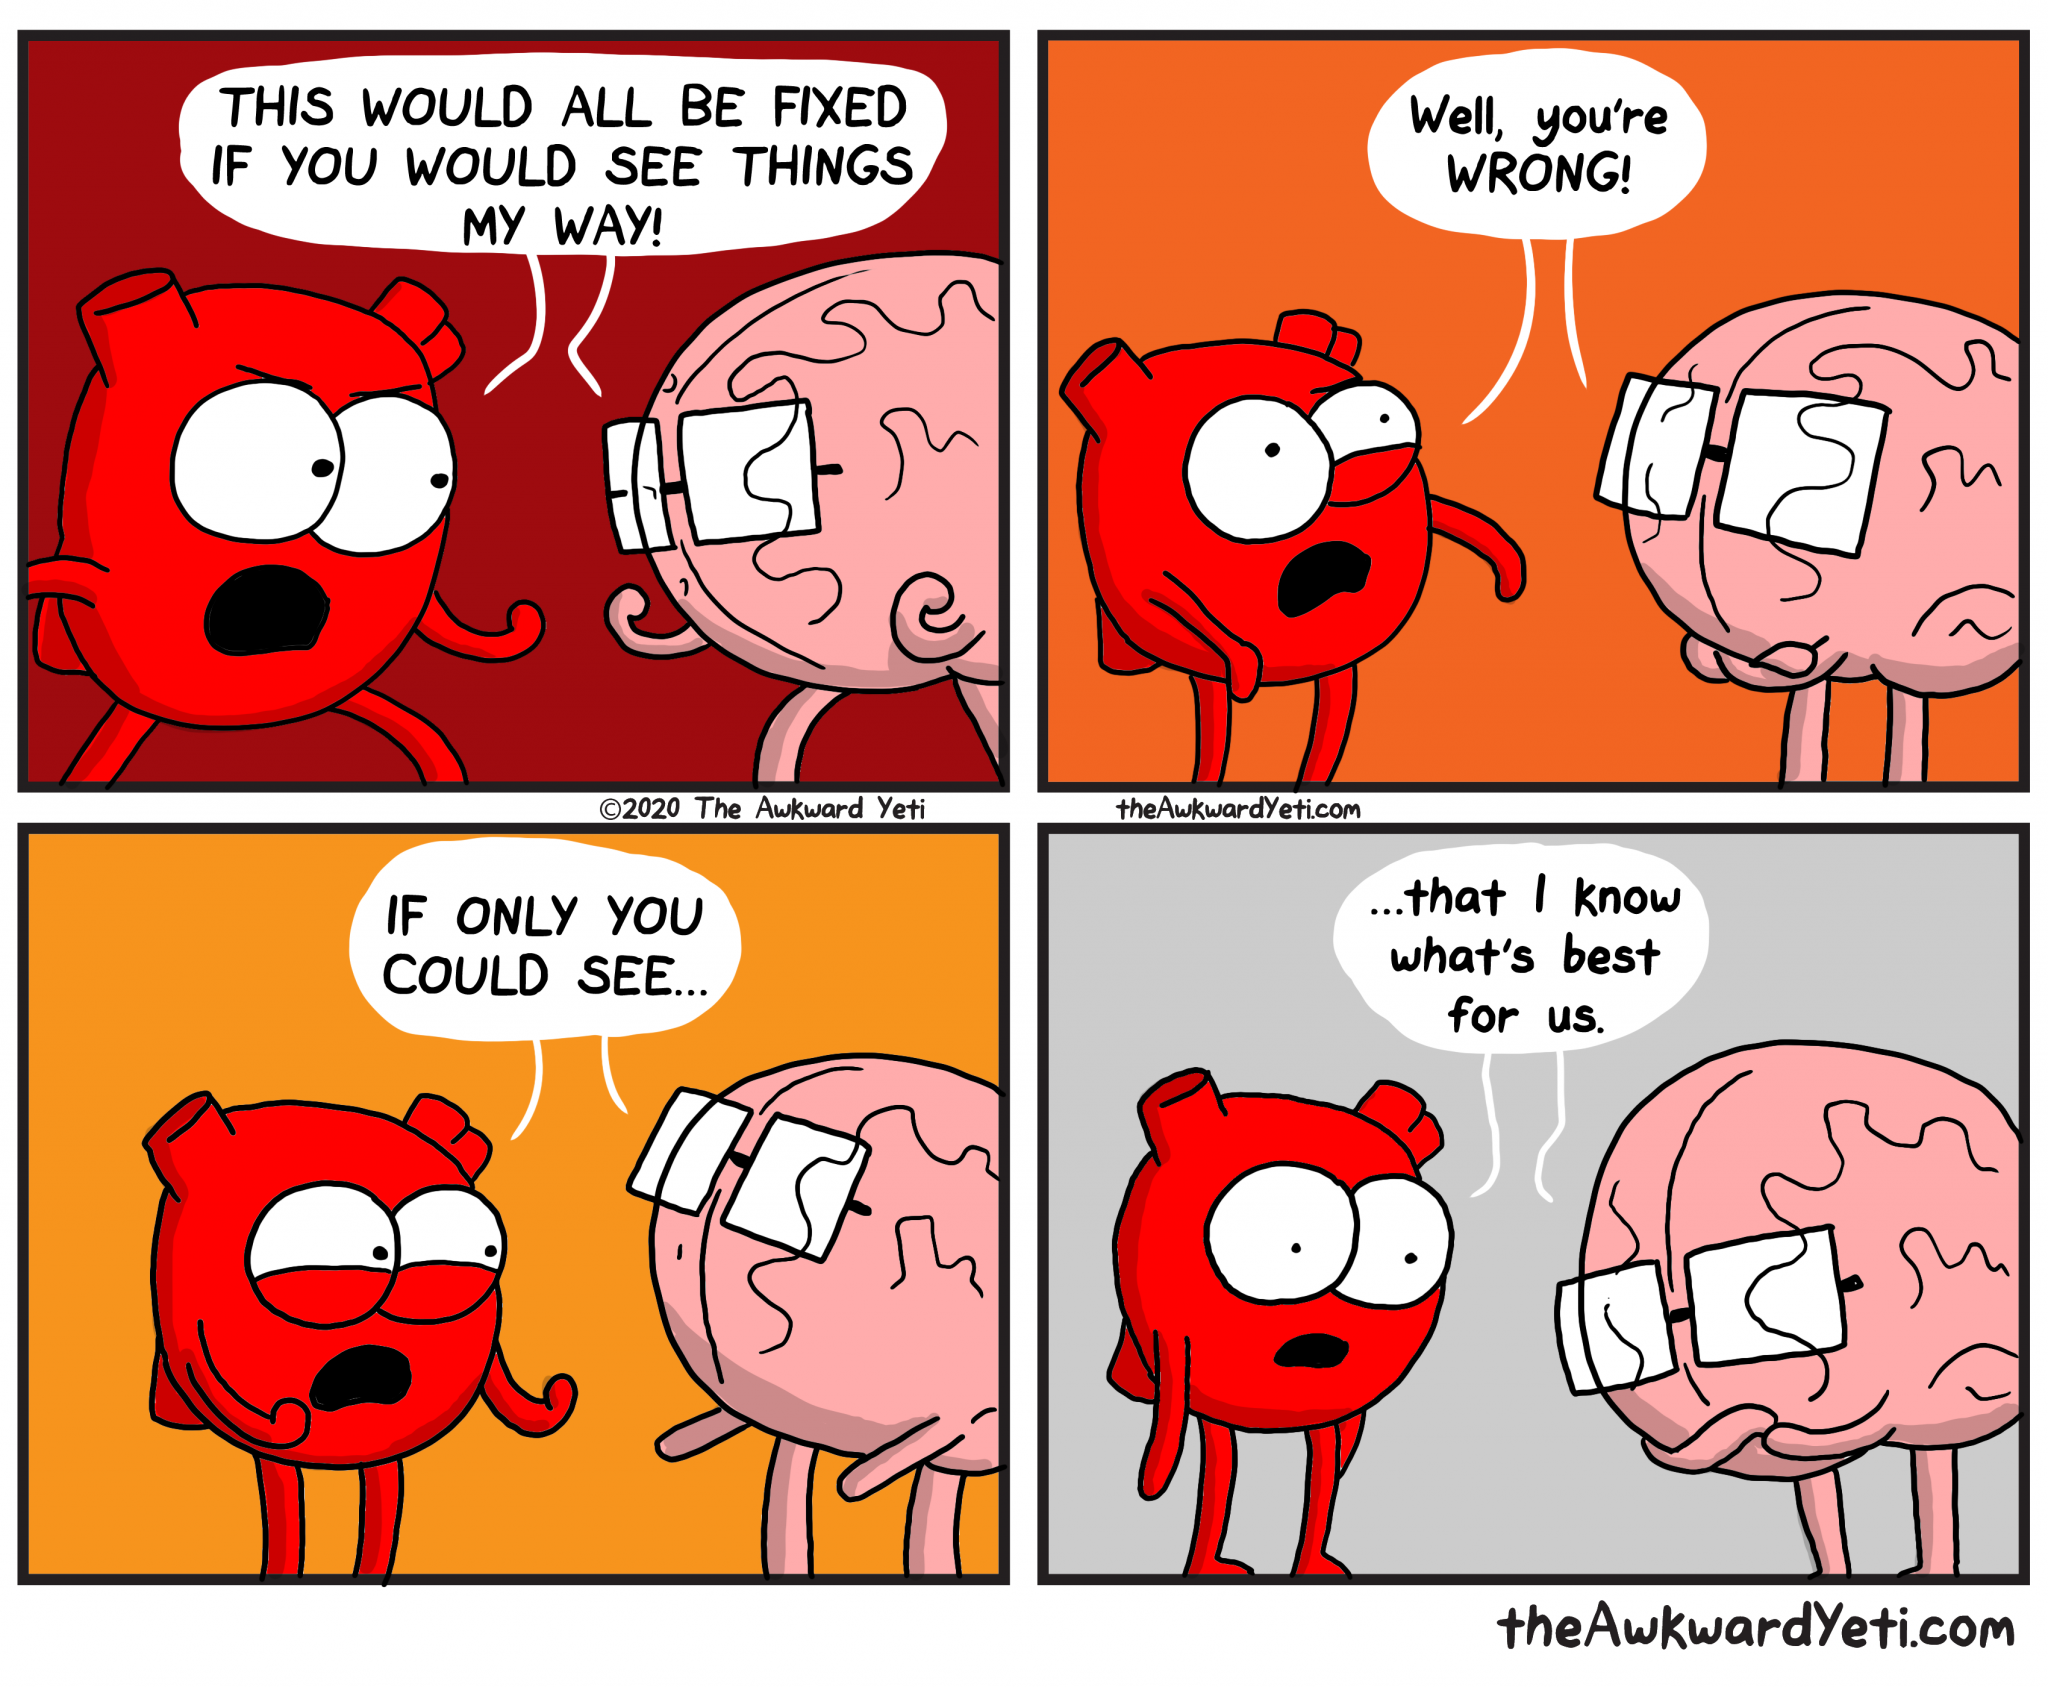 THIS WOULD ALL BE FIXED
IF YOU WOULD SEE THINGS
MY WAY!
Well, you're
WRONG!
©2020 The Awkward Yeti
theAwkwardYeti.com
IF ONLY YOU
COULD SEE...
...that I know
what's best
for us.
theAwkwardYeti.com